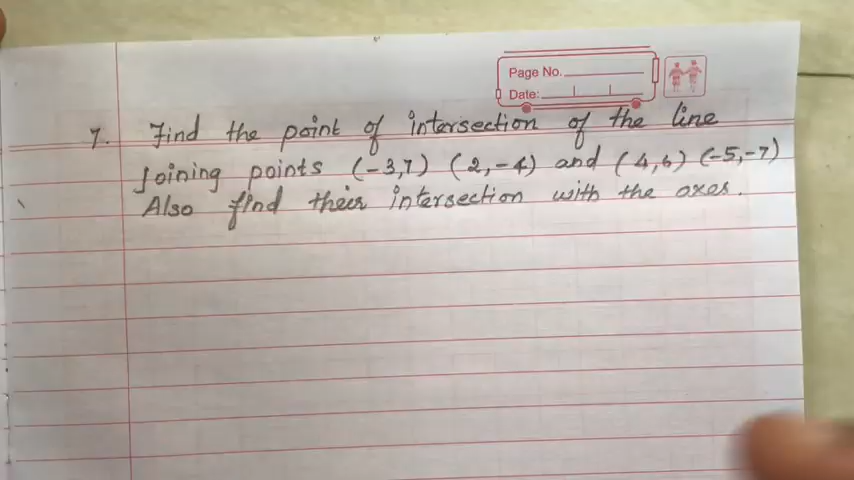 Page No.
Date:
7. Find the point of intersection of the line
joining points (-3,7) (2,-4) and (4,6) (-5,-7)
Also find their intersection with the axes.